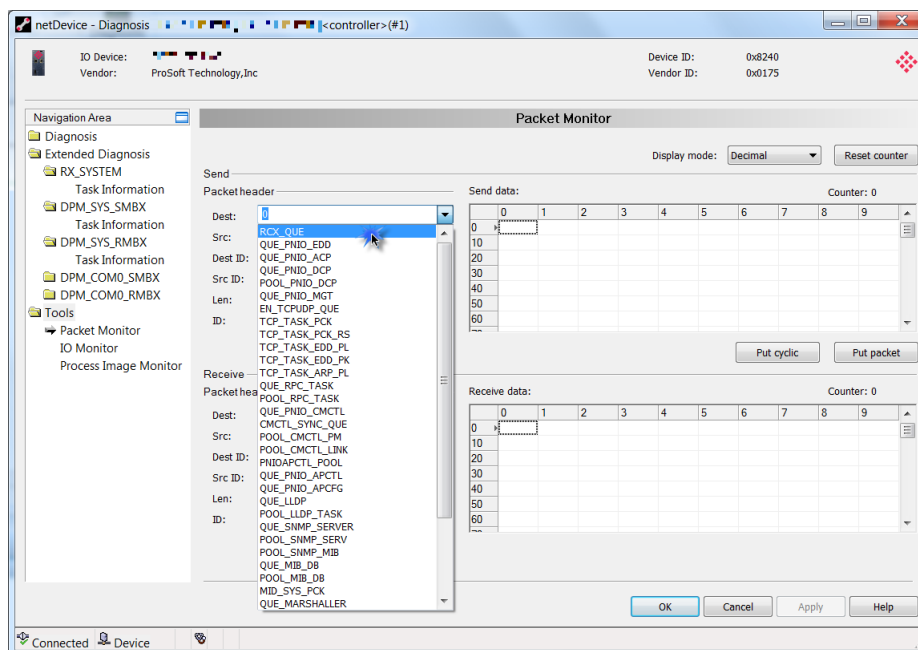 netDevice - Diagnosis <controller>(#1)
IO Device:
Vendor: ProSoft Technology,Inc
Device ID: 0x8240
Vendor ID: 0x0175
Navigation Area
Diagnosis
Extended Diagnosis
RX_SYSTEM
Task Information
DPM_SYS_SMBX
Task Information
DPM_SYS_RMBX
Task Information
DPM_COM0_SMBX
DPM_COM0_RMBX
Tools
Packet Monitor
IO Monitor
Process Image Monitor
Packet Monitor
Display mode: Decimal Reset counter
Send
Packet header
Dest: 0
Src:
Dest ID:
Src ID:
Len:
ID:
RCX_QUE
QUE_PNIO_EDD
QUE_PNIO_ACP
QUE_PNIO_DCP
POOL_PNIO_DCP
QUE_PNIO_MGT
EN_TCPUDP_QUE
TCP_TASK_PCK
TCP_TASK_PCK_RS
TCP_TASK_EDD_PL
TCP_TASK_EDD_PK
TCP_TASK_ARP_PL
QUE_RPC_TASK
POOL_RPC_TASK
QUE_PNIO_CMCTL
CMCTL_SYNC_QUE
POOL_CMCTL_PM
POOL_CMCTL_LINK
PNIOAPCTL_POOL
QUE_PNIO_APCTL
QUE_PNIO_APCFG
QUE_LLDP
POOL_LLDP_TASK
QUE_SNMP_SERVER
POOL_SNMP_SERV
POOL_SNMP_MIB
QUE_MIB_DB
POOL_MIB_DB
MID_SYS_PCK
QUE_MARSHALLER
Send data: Counter: 0
0 1 2 3 4 5 6 7 8 9
0
10
20
30
40
50
60
70
Put cyclic Put packet
Receive
Packet hea
Dest:
Src:
Dest ID:
Src ID:
Len:
ID:
Receive data: Counter: 0
0 1 2 3 4 5 6 7 8 9
0
10
20
30
40
50
60
70
OK Cancel Apply Help
Connected Device